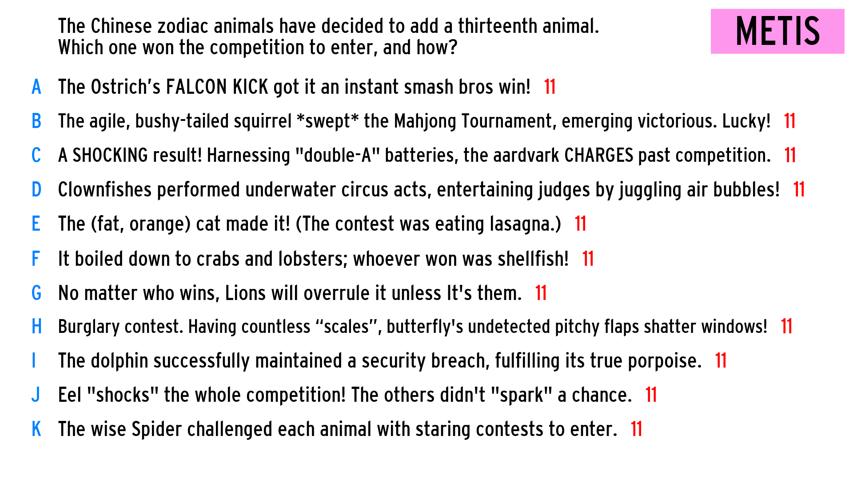 The Chinese zodiac animals have decided to add a thirteenth animal.
Which one won the competition to enter, and how?
METIS
A The Ostrich's FALCON KICK got it an instant smash bros win! 11
B The agile, bushy-tailed squirrel *swept* the Mahjong Tournament, emerging victorious. Lucky! 11
C A SHOCKING result! Harnessing "double-A" batteries, the aardvark CHARGES past competition. 11
D Clownfishes performed underwater circus acts, entertaining judges by juggling air bubbles! 11
E The (fat, orange) cat made it! (The contest was eating lasagna.) 11
F It boiled down to crabs and lobsters; whoever won was shellfish! 11
G No matter who wins, Lions will overrule it unless It's them. 11
H Burglary contest. Having countless “scales”, butterfly's undetected pitchy flaps shatter windows! 11
I The dolphin successfully maintained a security breach, fulfilling its true porpoise. 11
J Eel "shocks" the whole competition! The others didn't "spark" a chance. 11
K The wise Spider challenged each animal with staring contests to enter. 11